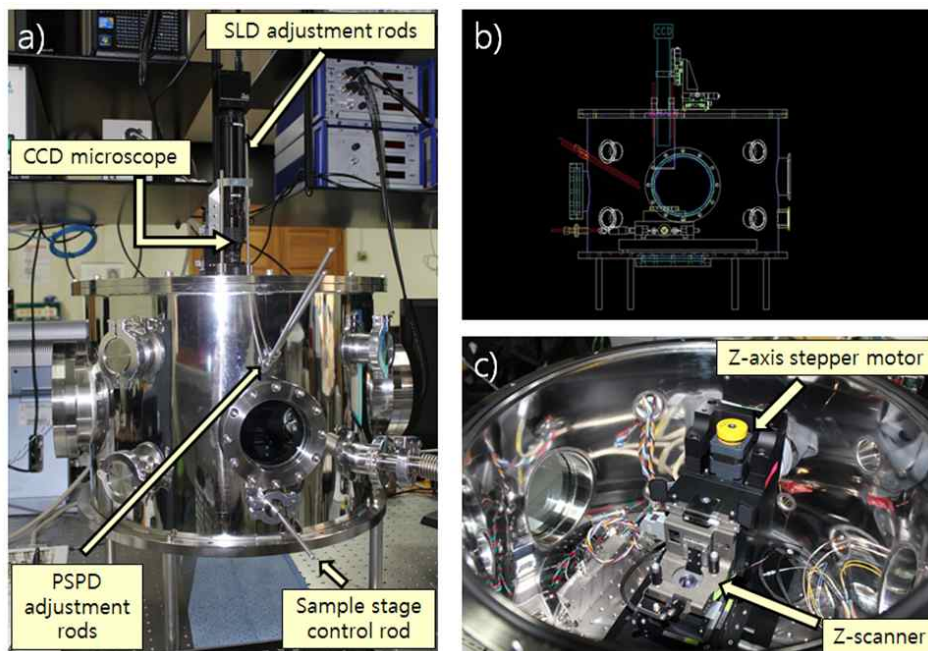 a)
SLD adjustment rods
CCD microscope
PSPD
adjustment
rods
Sample stage
control rod
b)
CCD
c)
Z-axis stepper motor
Z-scanner